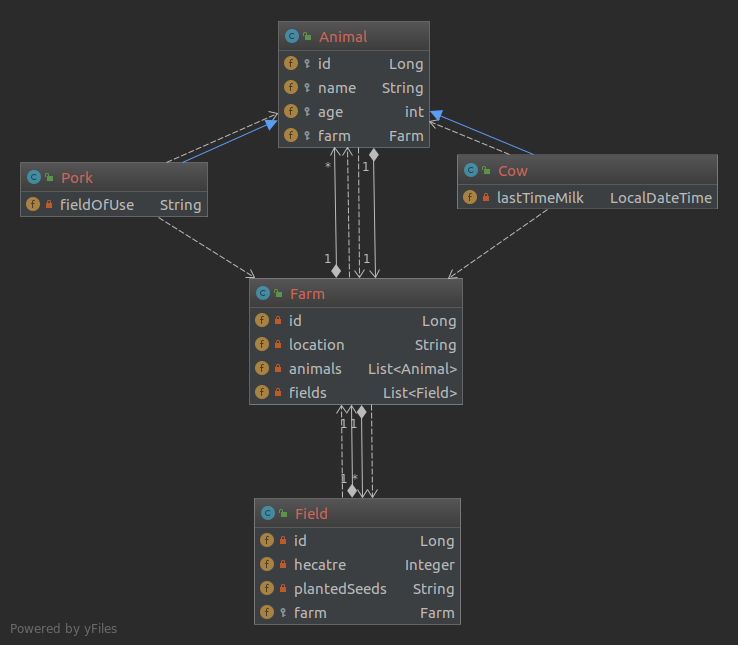 Animal
id Long
name String
age int
farm Farm
Pork
fieldOfUse String
Cow
lastTimeMilk LocalDateTime
* 1
1 1
Farm
id Long
location String
animals List<Animal>
fields List<Field>
1 1
1 *
Field
id Long
hecatre Integer
plantedSeeds String
farm Farm
Powered by yFiles